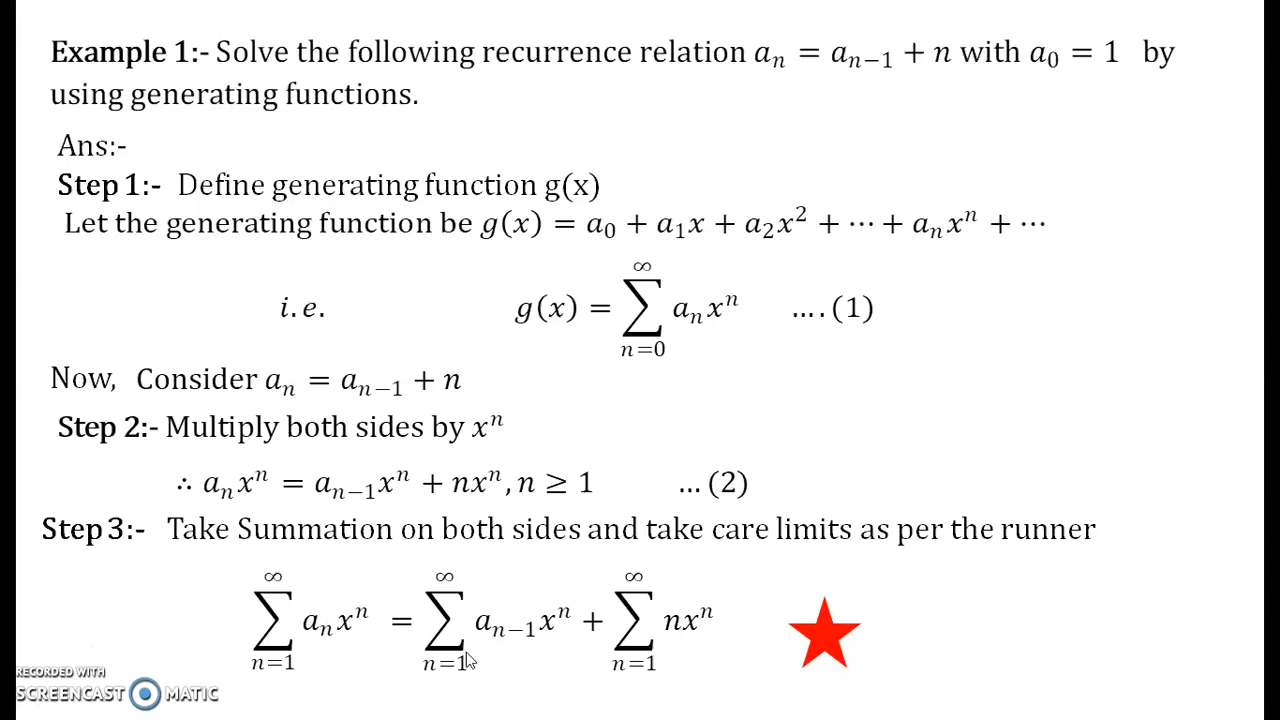 Example 1:- Solve the following recurrence relation aₙ = aₙ₋₁ + n with a₀ = 1 by
using generating functions.
Ans:-
Step 1:- Define generating function g(x)
Let the generating function be g(x) = a₀ + a₁x + a₂x² + ⋯ + aₙxⁿ + ⋯
i.e. g(x) = ∑_{n=0}^{∞} aₙxⁿ ....(1)
Now, Consider aₙ = aₙ₋₁ + n
Step 2:- Multiply both sides by xⁿ
∴ aₙxⁿ = aₙ₋₁xⁿ + nxⁿ, n ≥ 1 ...(2)
Step 3:- Take Summation on both sides and take care limits as per the runner
∑_{n=1}^{∞} aₙxⁿ = ∑_{n=1}^{∞} aₙ₋₁xⁿ + ∑_{n=1}^{∞} nxⁿ
RECORDED WITH
SCREENCAST MATIC